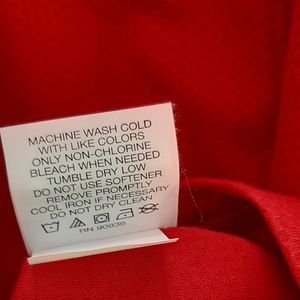 MACHINE WASH COLD
WITH LIKE COLORS
ONLY NON-CHLORINE
BLEACH WHEN NEEDED
TUMBLE DRY LOW
DO NOT USE SOFTENER
REMOVE PROMPTLY
COOL IRON IF NECESSARY
DO NOT DRY CLEAN
RN 90836